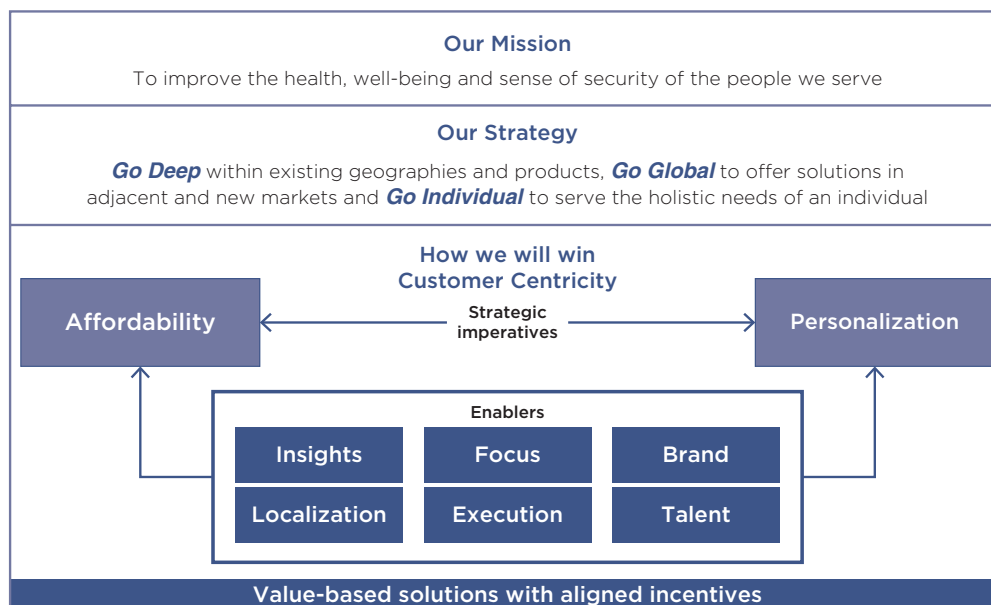 Our Mission
To improve the health, well-being and sense of security of the people we serve
Our Strategy
Go Deep within existing geographies and products, Go Global to offer solutions in
adjacent and new markets and Go Individual to serve the holistic needs of an individual
How we will win
Customer Centricity
Affordability
Strategic
imperatives
Personalization
Enablers
Insights
Focus
Brand
Localization
Execution
Talent
Value-based solutions with aligned incentives